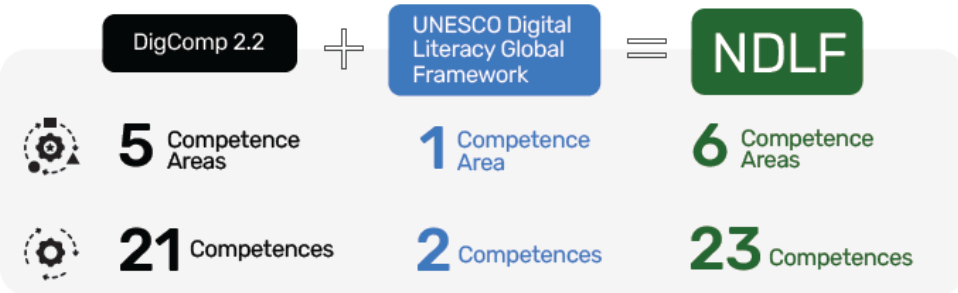 DigComp 2.2
+
UNESCO Digital
Literacy Global
Framework
=
NDLF
5 Competence
Areas
1 Competence
Area
6 Competence
Areas
21 Competences
2 Competences
23 Competences